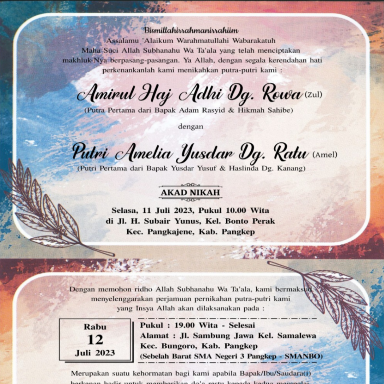 Bismillahirrahmanirrahiim
Assalamu 'Alaikum Warahmatullahi Wabarakatuh
Maha Suci Allah Subhanahu Wa Ta'ala yang telah menciptakan
makhluk-Nya berpasang-pasangan. Ya Allah, dengan segala kerendahan hati
perkenankanlah kami menikahkan putra-putri kami :
Amirul Haj Adhi Dg. Rowa (Zul)
(Putra Pertama dari Bapak Adam Rasyid & Hikmah Sahibe)
dengan
Putri Amelia Yusdar Dg. Ratu (Amel)
(Putri Pertama dari Bapak Yusdar Yusuf & Haslinda Dg. Kanang)
AKAD NIKAH
Selasa, 11 Juli 2023, Pukul 10.00 Wita
di Jl. H. Subair Yunus, Kel. Bonto Perak
Kec. Pangkajene, Kab. Pangkep
Dengan memohon ridho Allah Subhanahu Wa Ta'ala, kami bermaksud
menyelenggarakan perjamuan pernikahan putra-putri kami
yang Insya Allah akan dilaksanakan pada :
Rabu
12
Juli 2023
Pukul : 19.00 Wita - Selesai
Alamat : Jl. Sambung Jawa Kel. Samalewa
Kec. Bungoro, Kab. Pangkep
(Sebelah Barat SMA Negeri 3 Pangkep - SMANBO)
Merupakan suatu kehormatan bagi kami apabila Bapak/Ibu/Saudara(i)